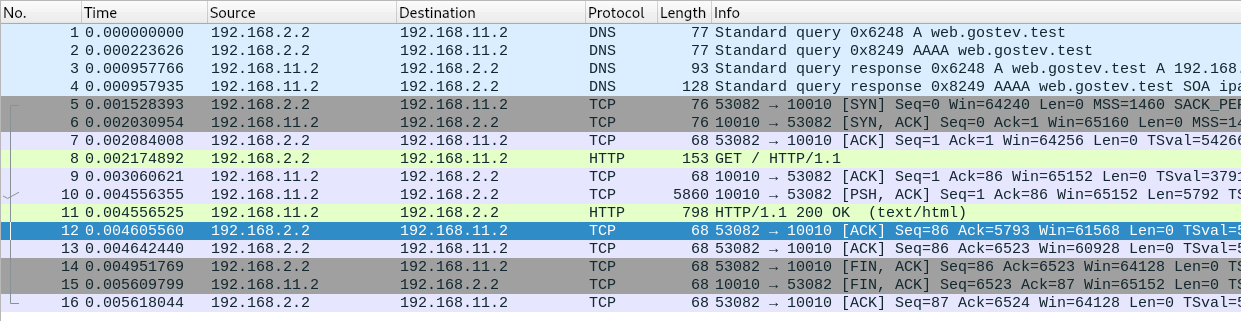 No. Time Source Destination Protocol Length Info
1 0.000000000 192.168.2.2 192.168.11.2 DNS 77 Standard query 0x6248 A web.gostev.test
2 0.000223626 192.168.2.2 192.168.11.2 DNS 77 Standard query 0x8249 AAAA web.gostev.test
3 0.000957766 192.168.11.2 192.168.2.2 DNS 93 Standard query response 0x6248 A web.gostev.test A 192.168.
4 0.000957935 192.168.11.2 192.168.2.2 DNS 128 Standard query response 0x8249 AAAA web.gostev.test SOA ipa
5 0.001528393 192.168.2.2 192.168.11.2 TCP 76 53082 → 10010 [SYN] Seq=0 Win=64240 Len=0 MSS=1460 SACK_PER
6 0.002030954 192.168.11.2 192.168.2.2 TCP 76 10010 → 53082 [SYN, ACK] Seq=0 Ack=1 Win=65160 Len=0 MSS=14
7 0.002084008 192.168.2.2 192.168.11.2 TCP 68 53082 → 10010 [ACK] Seq=1 Ack=1 Win=64256 Len=0 TSval=54266
8 0.002174892 192.168.2.2 192.168.11.2 HTTP 153 GET / HTTP/1.1
9 0.003060621 192.168.11.2 192.168.2.2 TCP 68 10010 → 53082 [ACK] Seq=1 Ack=86 Win=65152 Len=0 TSval=3791
10 0.004556355 192.168.11.2 192.168.2.2 TCP 5860 10010 → 53082 [PSH, ACK] Seq=1 Ack=86 Win=65152 Len=5792 TS
11 0.004556525 192.168.11.2 192.168.2.2 HTTP 798 HTTP/1.1 200 OK (text/html)
12 0.004605560 192.168.2.2 192.168.11.2 TCP 68 53082 → 10010 [ACK] Seq=86 Ack=5793 Win=61568 Len=0 TSval=5
13 0.004642440 192.168.2.2 192.168.11.2 TCP 68 53082 → 10010 [ACK] Seq=86 Ack=6523 Win=60928 Len=0 TSval=5
14 0.004951769 192.168.2.2 192.168.11.2 TCP 68 53082 → 10010 [FIN, ACK] Seq=86 Ack=6523 Win=64128 Len=0 TS
15 0.005609799 192.168.11.2 192.168.2.2 TCP 68 10010 → 53082 [FIN, ACK] Seq=6523 Ack=87 Win=65152 Len=0 TS
16 0.005618044 192.168.2.2 192.168.11.2 TCP 68 53082 → 10010 [ACK] Seq=87 Ack=6524 Win=64128 Len=0 TSval=5